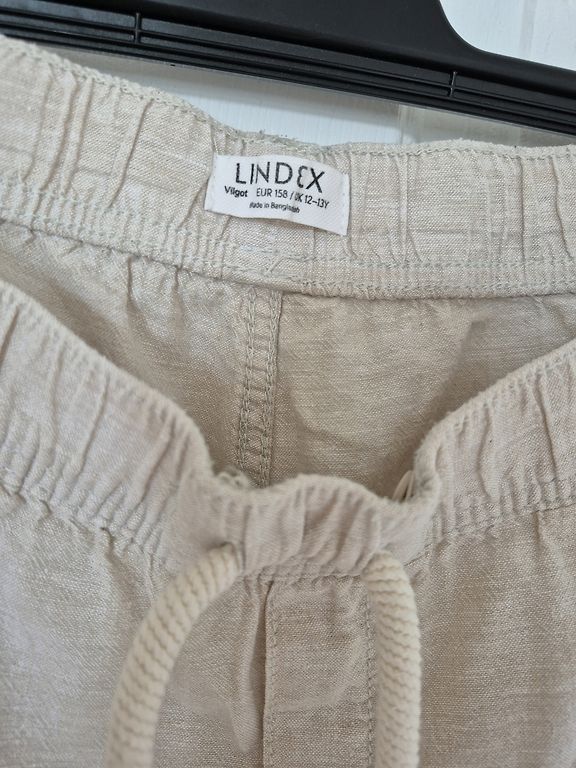 LINDEX
Vilgot EUR 158 / UK 12-13Y
Made in Bangladesh